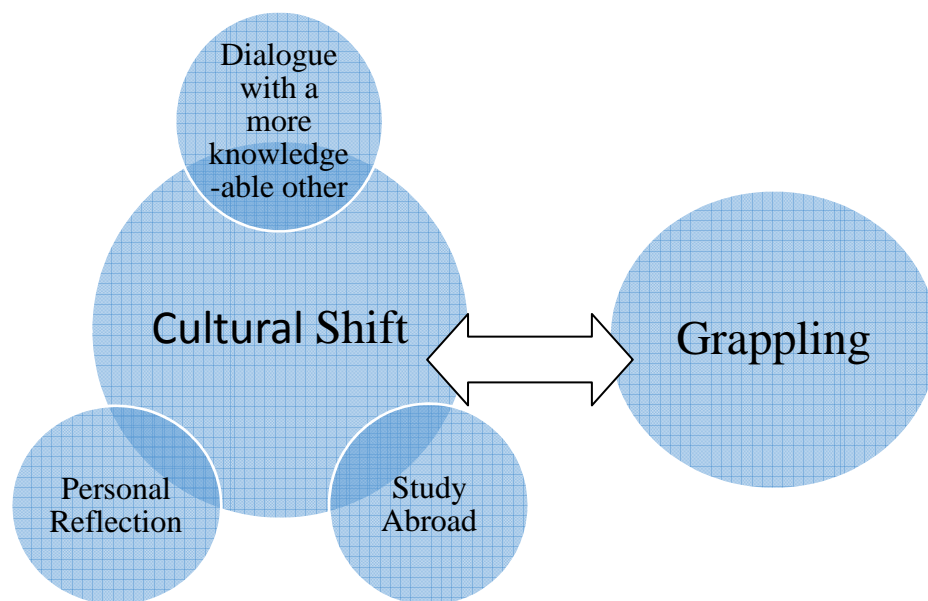 Dialogue
with a
more
knowledge
-able other
Cultural Shift
Grappling
Personal
Reflection
Study
Abroad